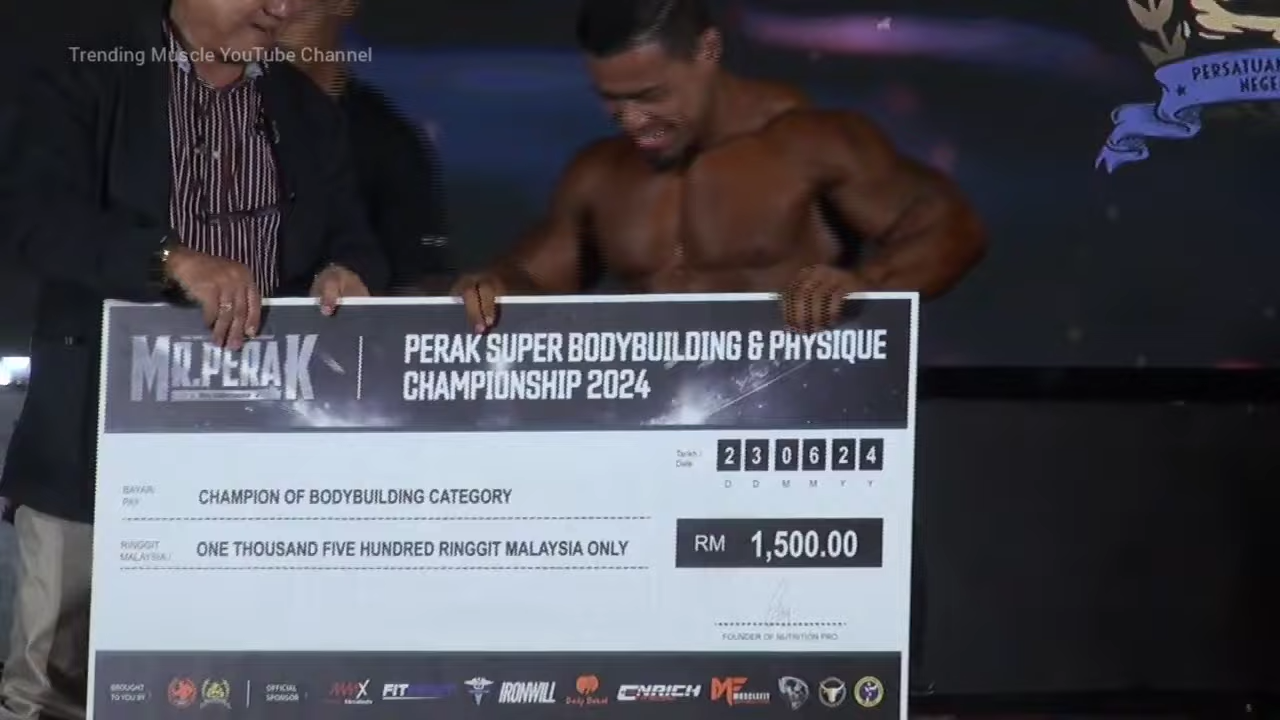 Trending Muscle YouTube Channel
PERSATUAN
NEGE
MR.PERAK
PERAK SUPER BODYBUILDING & PHYSIQUE
CHAMPIONSHIP 2024
Tarikh /
Date
2 3 0 6 2 4
D D M M Y Y
BAYAR/
PAY
CHAMPION OF BODYBUILDING CATEGORY
RINGGIT
MALAYSIA /
ONE THOUSAND FIVE HUNDRED RINGGIT MALAYSIA ONLY
RM 1,500.00
FOUNDER OF NUTRITION PRO
BROUGHT
TO YOU BY
OFFICIAL
SPONSOR
FIT
IRONWILL
ENRICH
MF